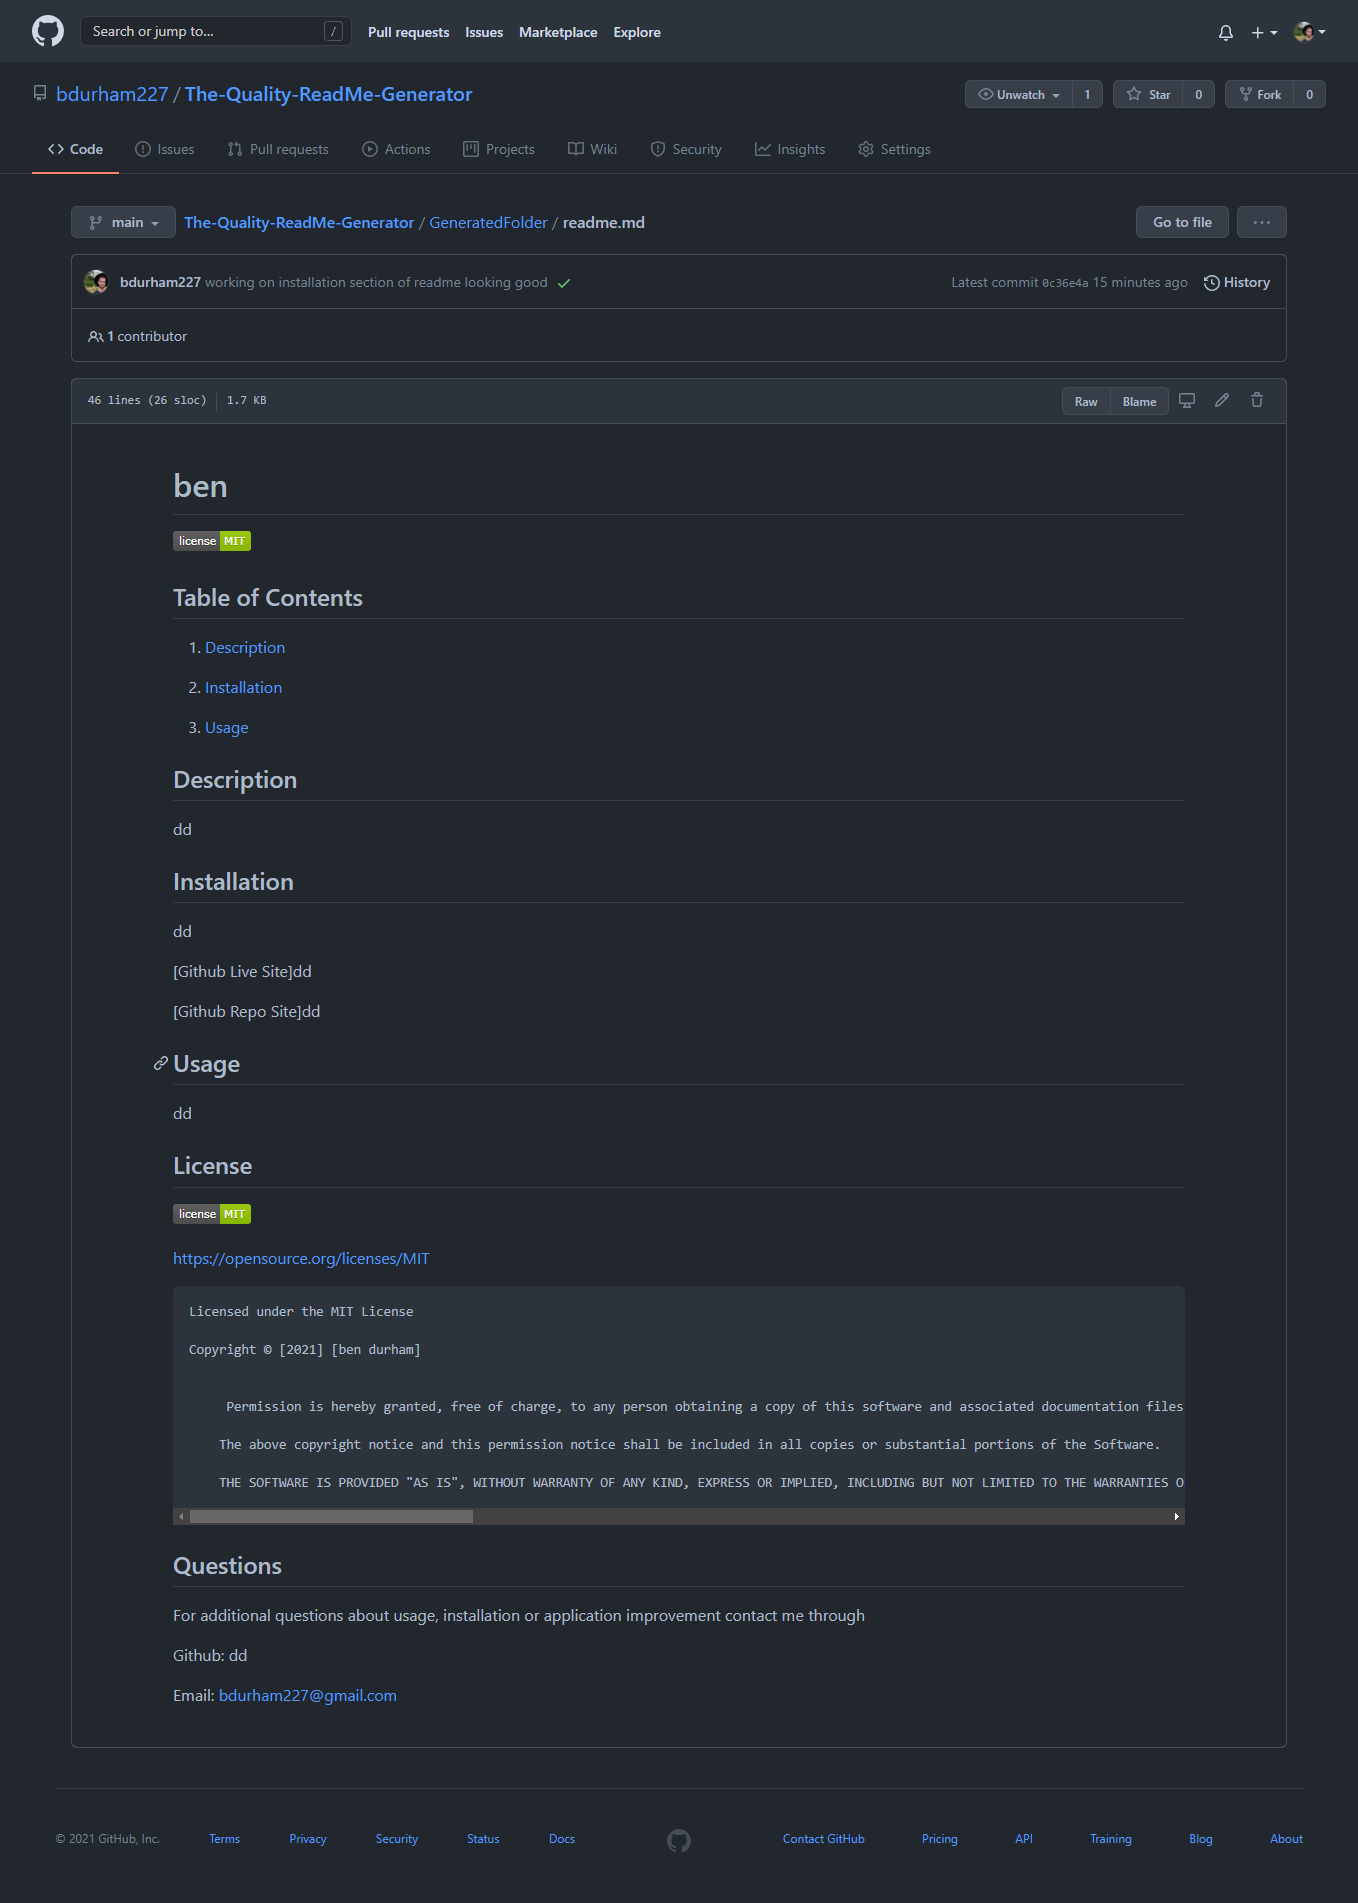 Search or jump to... /
Pull requests Issues Marketplace Explore
bdurham227 / The-Quality-ReadMe-Generator
Unwatch 1 Star 0 Fork 0
Code Issues Pull requests Actions Projects Wiki Security Insights Settings
main The-Quality-ReadMe-Generator / GeneratedFolder / readme.md Go to file ...
bdurham227 working on installation section of readme looking good Latest commit 0c36e4a 15 minutes ago History
1 contributor
46 lines (26 sloc) 1.7 KB Raw Blame
ben
license MIT
Table of Contents
1. Description
2. Installation
3. Usage
Description
dd
Installation
dd
[Github Live Site]dd
[Github Repo Site]dd
Usage
dd
License
license MIT
https://opensource.org/licenses/MIT
Licensed under the MIT License
Copyright © [2021] [ben durham]
Permission is hereby granted, free of charge, to any person obtaining a copy of this software and associated documentation files
The above copyright notice and this permission notice shall be included in all copies or substantial portions of the Software.
THE SOFTWARE IS PROVIDED "AS IS", WITHOUT WARRANTY OF ANY KIND, EXPRESS OR IMPLIED, INCLUDING BUT NOT LIMITED TO THE WARRANTIES O
Questions
For additional questions about usage, installation or application improvement contact me through
Github: dd
Email: bdurham227@gmail.com
© 2021 GitHub, Inc. Terms Privacy Security Status Docs Contact GitHub Pricing API Training Blog About